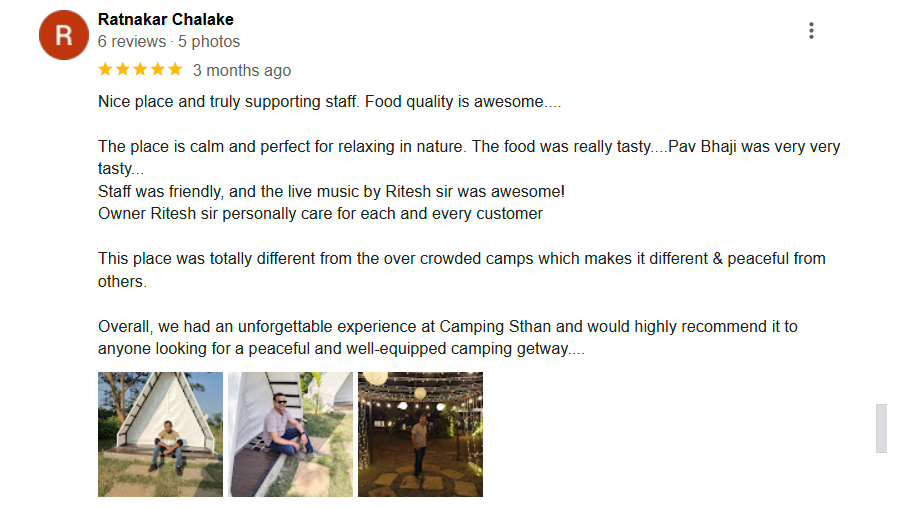 R
Ratnakar Chalake
6 reviews · 5 photos
3 months ago
Nice place and truly supporting staff. Food quality is awesome....
The place is calm and perfect for relaxing in nature. The food was really tasty....Pav Bhaji was very very
tasty...
Staff was friendly, and the live music by Ritesh sir was awesome!
Owner Ritesh sir personally care for each and every customer
This place was totally different from the over crowded camps which makes it different & peaceful from
others.
Overall, we had an unforgettable experience at Camping Sthan and would highly recommend it to
anyone looking for a peaceful and well-equipped camping getway....